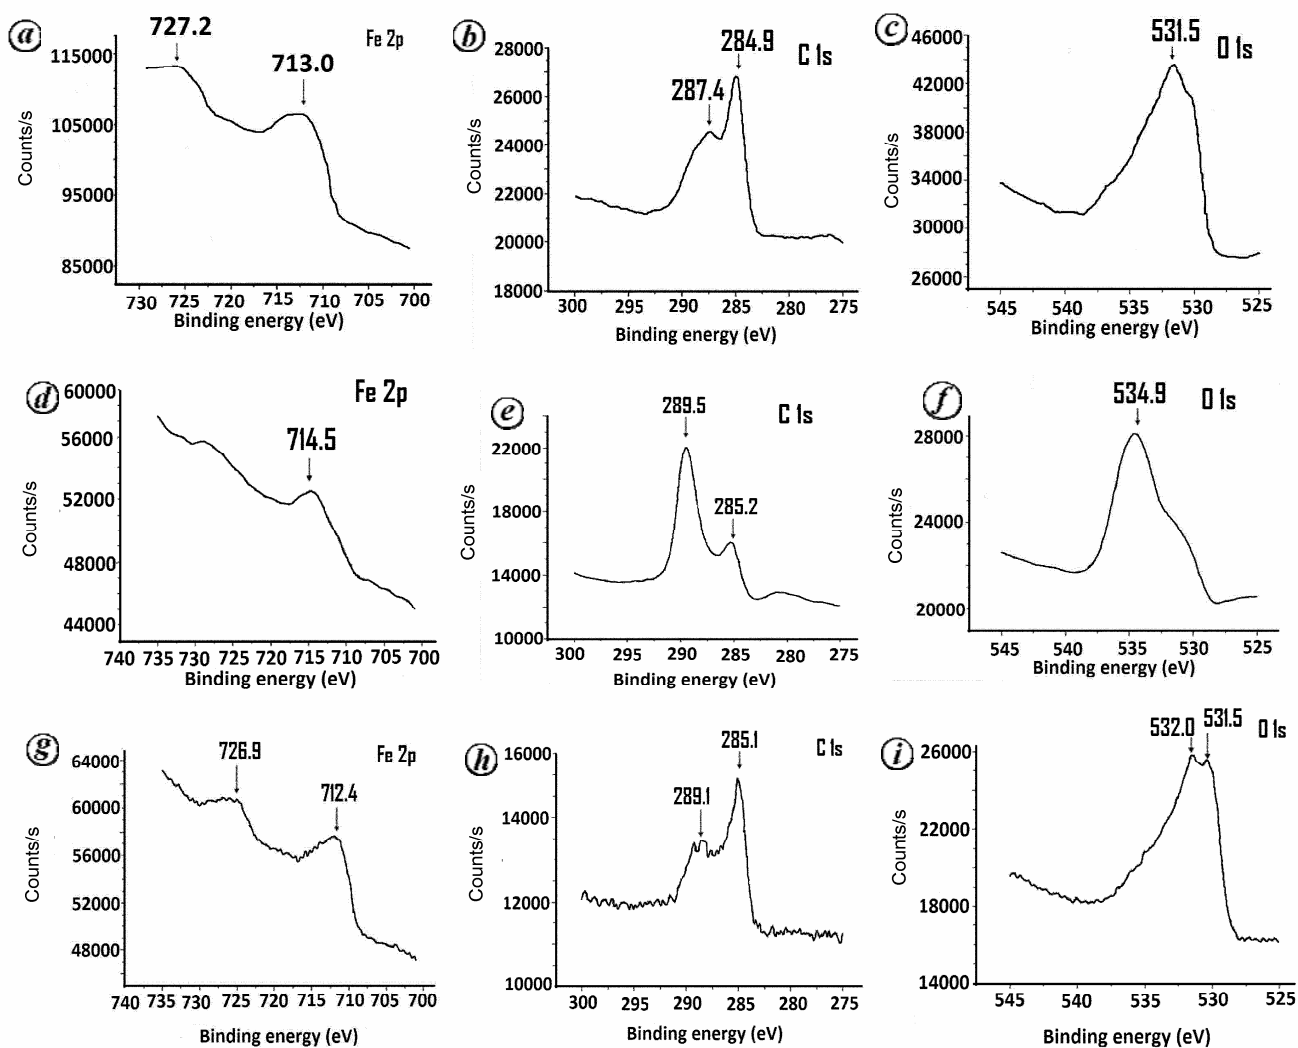 a
727.2
Fe 2p
713.0
115000
105000
95000
85000
Counts/s
730 725 720 715 710 705 700
Binding energy (eV)
b
284.9
C 1s
287.4
28000
26000
24000
22000
20000
18000
Counts/s
300 295 290 285 280 275
Binding energy (eV)
c
531.5
O 1s
46000
42000
38000
34000
30000
26000
Counts/s
545 540 535 530 525
Binding energy (eV)
d
Fe 2p
714.5
60000
56000
52000
48000
44000
Counts/s
740 735 730 725 720 715 710 705 700
Binding energy (eV)
e
289.5
C 1s
285.2
22000
18000
14000
10000
Counts/s
300 295 290 285 280 275
Binding energy (eV)
f
534.9
O 1s
28000
24000
20000
Counts/s
545 540 535 530 525
Binding energy (eV)
g
726.9
Fe 2p
712.4
64000
60000
56000
52000
48000
Counts/s
740 735 730 725 720 715 710 705 700
Binding energy (eV)
h
285.1
C 1s
289.1
16000
14000
12000
10000
Counts/s
300 295 290 285 280 275
Binding energy (eV)
i
532.0 531.5
O 1s
26000
22000
18000
14000
Counts/s
545 540 535 530 525
Binding energy (eV)